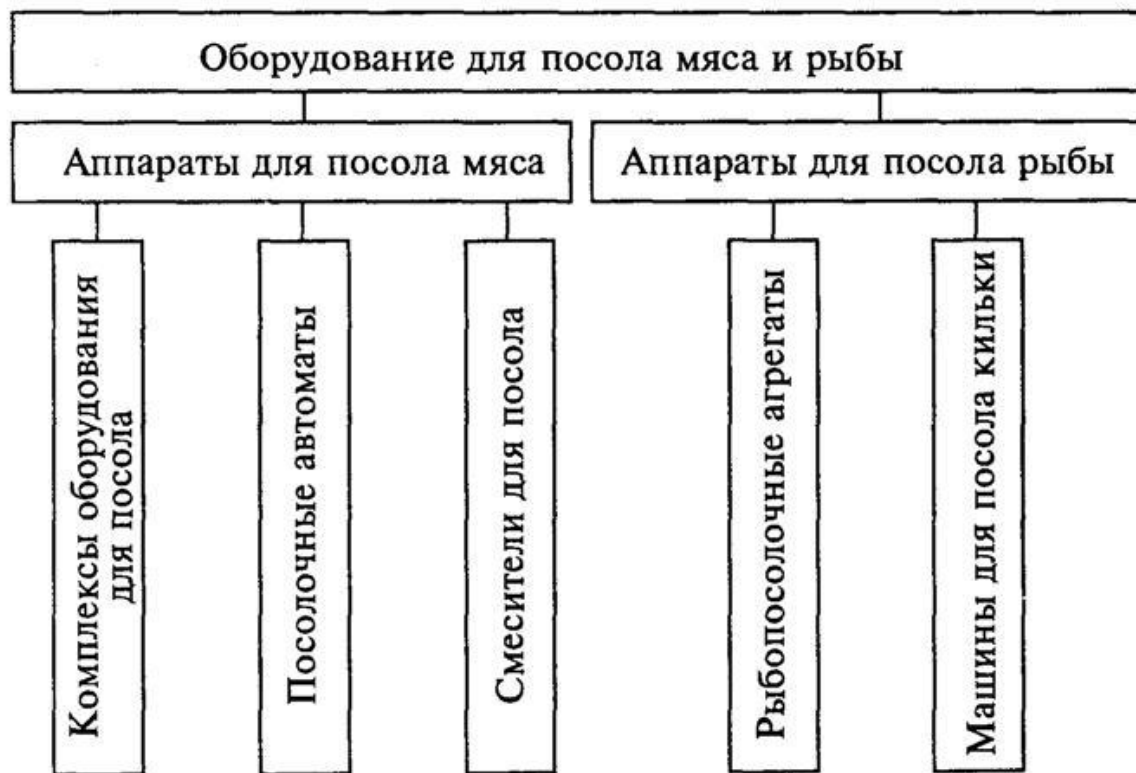 Оборудование для посола мяса и рыбы
Аппараты для посола мяса
Аппараты для посола рыбы
Комплексы оборудования
для посола
Посолочные автоматы
Смесители для посола
Рыбопосолочные агрегаты
Машины для посола кильки